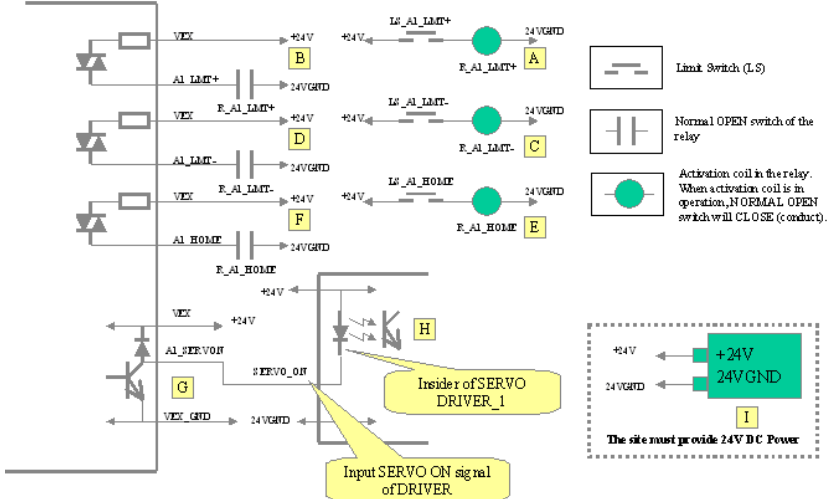 VEX
+24V
B
A1_LMT+
24VGND
R_A1_LMT+
VEX
+24V
D
A1_LMT-
24VGND
R_A1_LMT-
VEX
+24V
F
A1_HOME
24VGND
R_A1_HOME
LS_A1_LMT+
+24V
24VGND
R_A1_LMT+
A
LS_A1_LMT-
+24V
24VGND
R_A1_LMT-
C
LS_A1_HOME
+24V
24VGND
R_A1_HOME
E
Limit Switch (LS)
Normal OPEN switch of the
relay
Activation coil in the relay.
When activation coil is in
operation, NORMAL OPEN
switch will CLOSE (conduct).
VEX
+24V
A1_SERVON
G
VEX_GND
24VGND
+24V
SERVO_ON
H
Insider of SERVO
DRIVER_1
Input SERVO ON signal
of DRIVER
+24V
24VGND
+24V
24VGND
I
The site must provide 24V DC Power